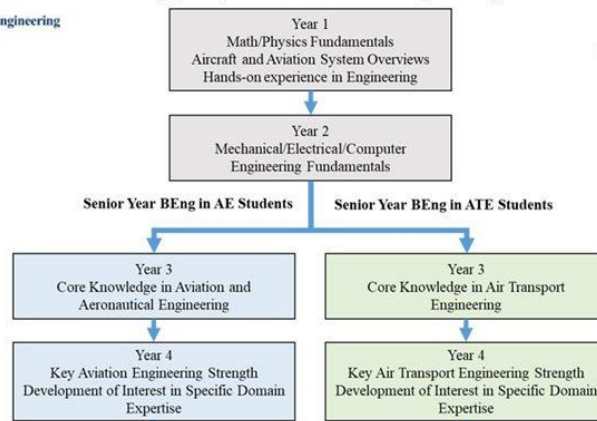 ngineering
Year 1
Math/Physics Fundamentals
Aircraft and Aviation System Overviews
Hands-on experience in Engineering
Year 2
Mechanical/Electrical/Computer
Engineering Fundamentals
Senior Year BEng in AE Students
Senior Year BEng in ATE Students
Year 3
Core Knowledge in Aviation and
Aeronautical Engineering
Year 3
Core Knowledge in Air Transport
Engineering
Year 4
Key Aviation Engineering Strength
Development of Interest in Specific Domain
Expertise
Year 4
Key Air Transport Engineering Strength
Development of Interest in Specific Domain
Expertise